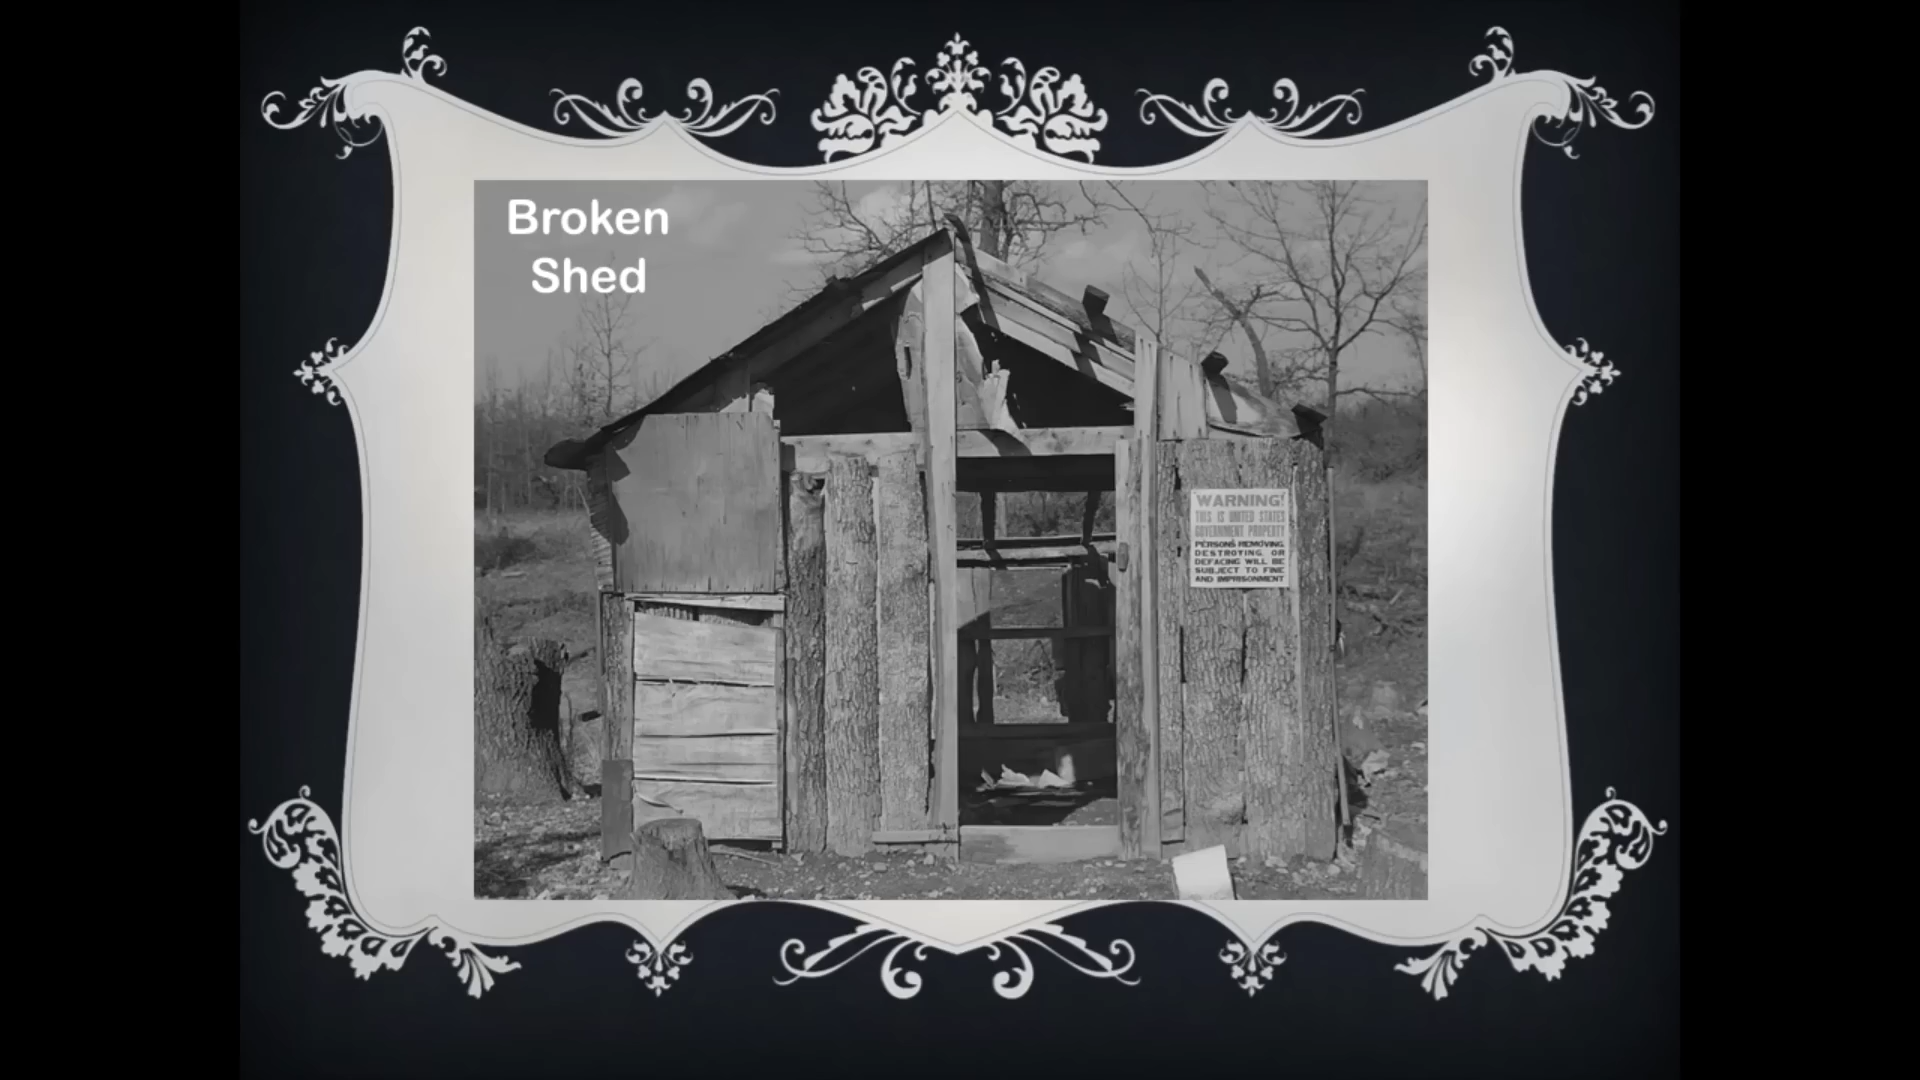 Broken
Shed
WARNING!
THIS IS UNITED STATES
GOVERNMENT PROPERTY
PERSONS REMOVING,
DESTROYING, OR
DEFACING WILL BE
SUBJECT TO FINE
AND IMPRISONMENT